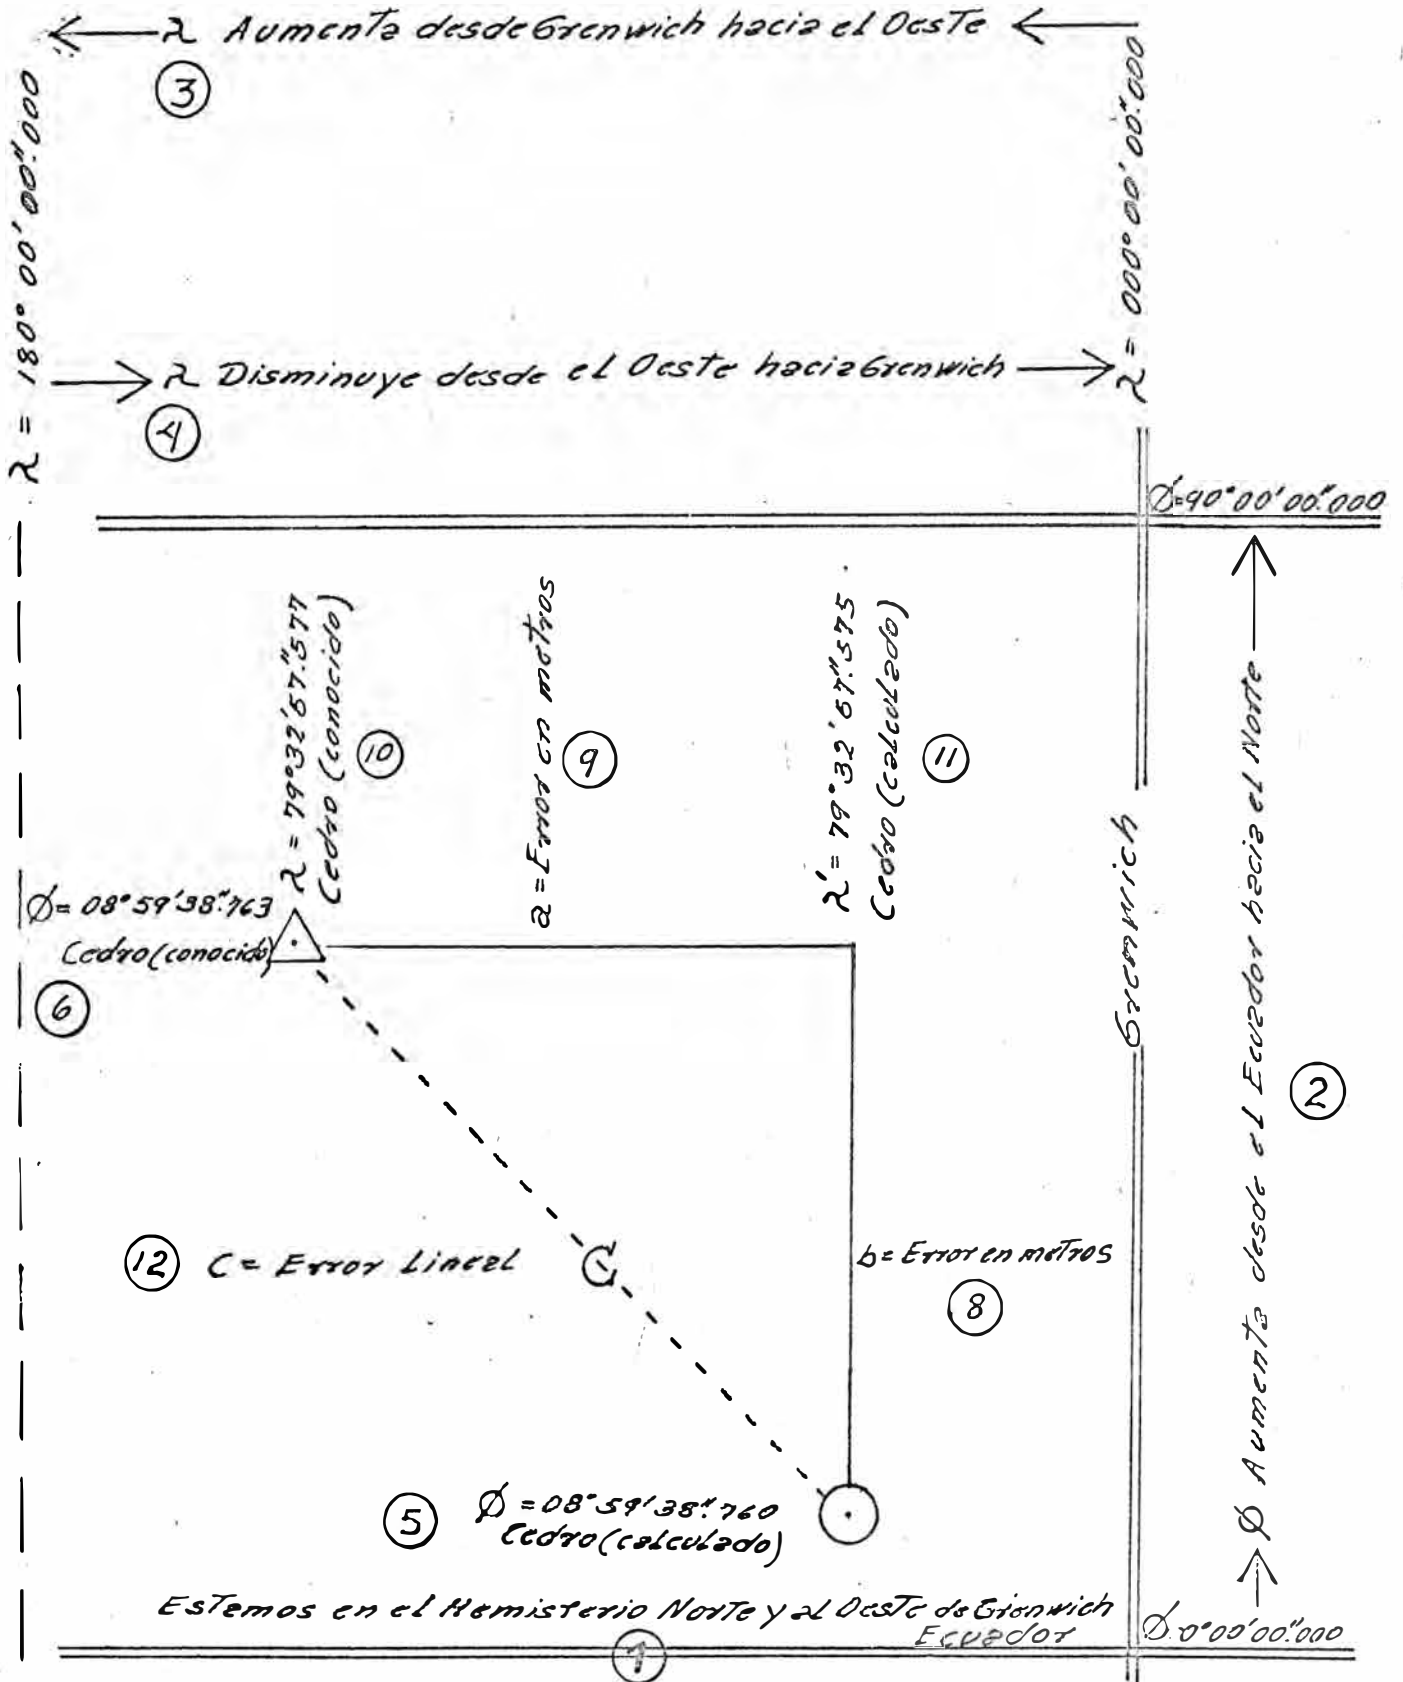 λ Aumenta desde Grenwich hacia el Oeste
3
λ = 180° 00' 00".000
λ = 000° 00' 00".000
λ Disminuye desde el Oeste hacia Grenwich
4
Ø=90°00'00".000
λ = 79°32'57".577
Cedro (conocido)
10
a = Error en metros
9
λ' = 79°32'57".575
Cedro (calculado)
11
Ø = 08°59'38".763
Cedro (conocido)
6
Grenwich
Ø Aumenta desde el Ecuador hacia el Norte
2
12 C = Error Lineal
C
b = Error en metros
8
5 Ø = 08°59'38".760
Cedro (calculado)
Estamos en el Hemisferio Norte y al Oeste de Grenwich
Ecuador
Ø 0°00'00".000
1